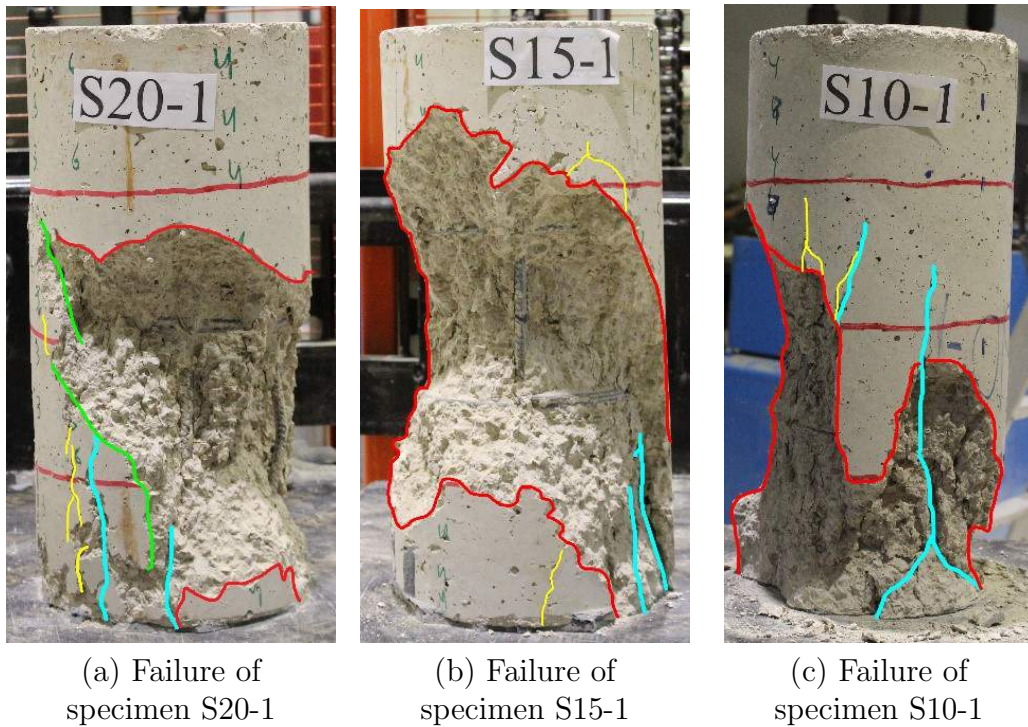 S20-1
S15-1
S10-1
(a) Failure of
specimen S20-1
(b) Failure of
specimen S15-1
(c) Failure of
specimen S10-1